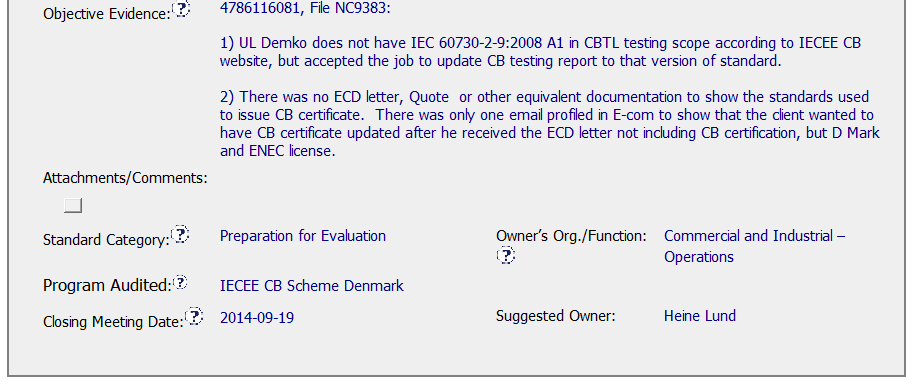 Objective Evidence: ?
4786116081, File NC9383:
1) UL Demko does not have IEC 60730-2-9:2008 A1 in CBTL testing scope according to IECEE CB
website, but accepted the job to update CB testing report to that version of standard.
2) There was no ECD letter, Quote or other equivalent documentation to show the standards used
to issue CB certificate. There was only one email profiled in E-com to show that the client wanted to
have CB certificate updated after he received the ECD letter not including CB certification, but D Mark
and ENEC license.
Attachments/Comments:
Standard Category: ? Preparation for Evaluation
Owner's Org./Function: ? Commercial and Industrial –
Operations
Program Audited: ? IECEE CB Scheme Denmark
Closing Meeting Date: ? 2014-09-19
Suggested Owner: Heine Lund